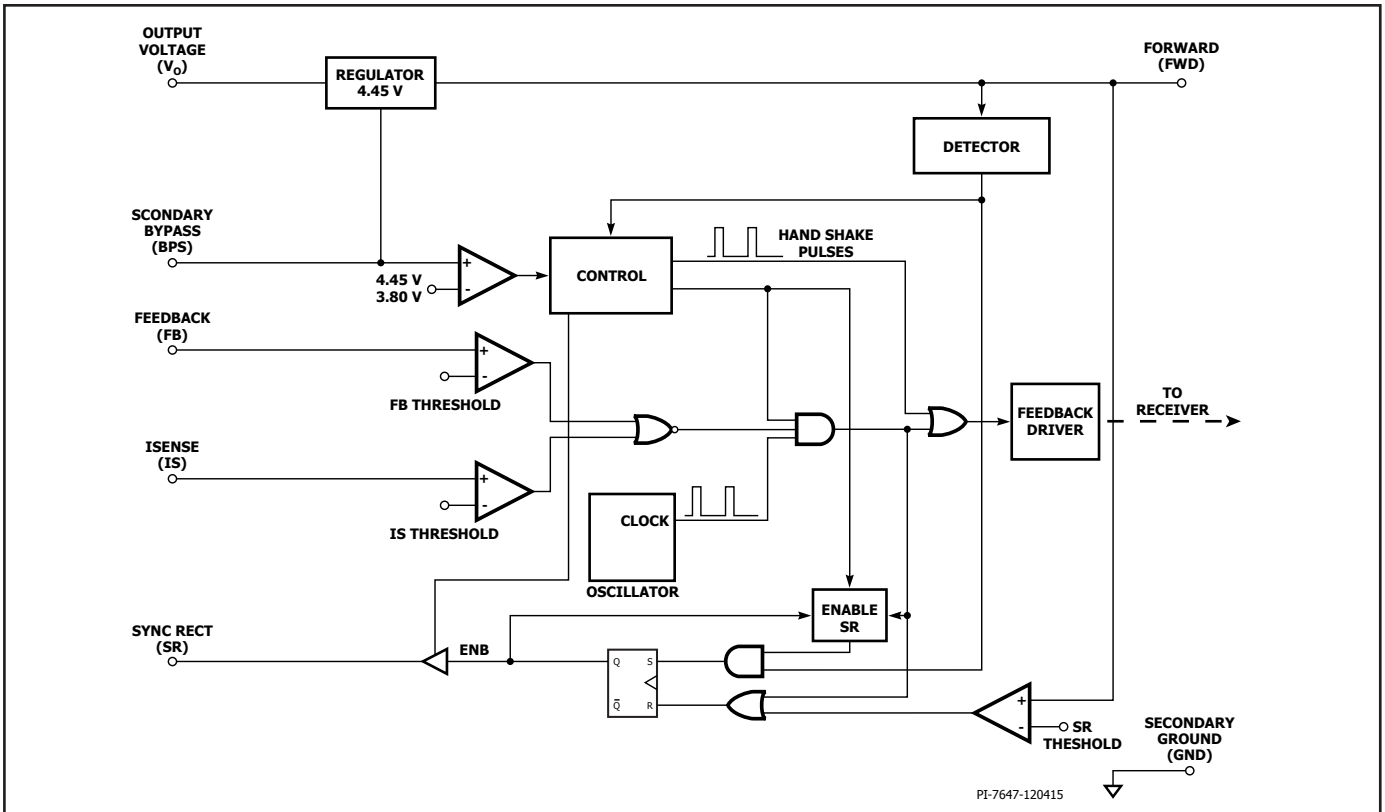 OUTPUT
VOLTAGE
(VO)
REGULATOR
4.45 V
FORWARD
(FWD)
DETECTOR
SCONDARY
BYPASS
(BPS)
+
-
4.45 V
3.80 V
CONTROL
HAND SHAKE
PULSES
FEEDBACK
(FB)
+
-
FB THRESHOLD
FEEDBACK
DRIVER
TO
RECEIVER
ISENSE
(IS)
+
-
IS THRESHOLD
CLOCK
OSCILLATOR
ENABLE
SR
SYNC RECT
(SR)
ENB
Q
S
Q̅
R
+
-
SR
THESHOLD
SECONDARY
GROUND
(GND)
PI-7647-120415